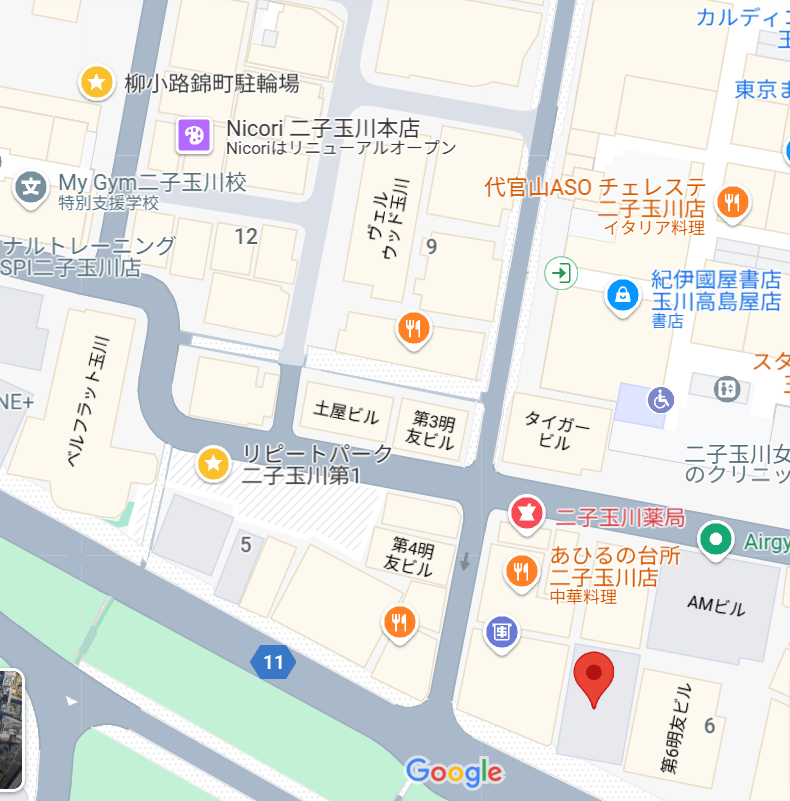 カルディコ
玉
東京ま
柳小路錦町駐輪場
Nicori 二子玉川本店
Nicoriはリニューアルオープン
My Gym二子玉川校
特別支援学校
ヴェル
ウッド玉川
代官山ASO チェレステ
二子玉川店
イタリア料理
12
9
ナルトレーニング
SPI二子玉川店
紀伊國屋書店
玉川高島屋店
書店
スタ
NE+
ベルフラット玉川
土屋ビル
第3明
友ビル
タイガー
ビル
リピートパーク
二子玉川第1
二子玉川女
のクリニッ
二子玉川薬局
5
第4明
友ビル
あひるの台所
二子玉川店
中華料理
Airgy
AMビル
11
第6明友ビル
6
Google